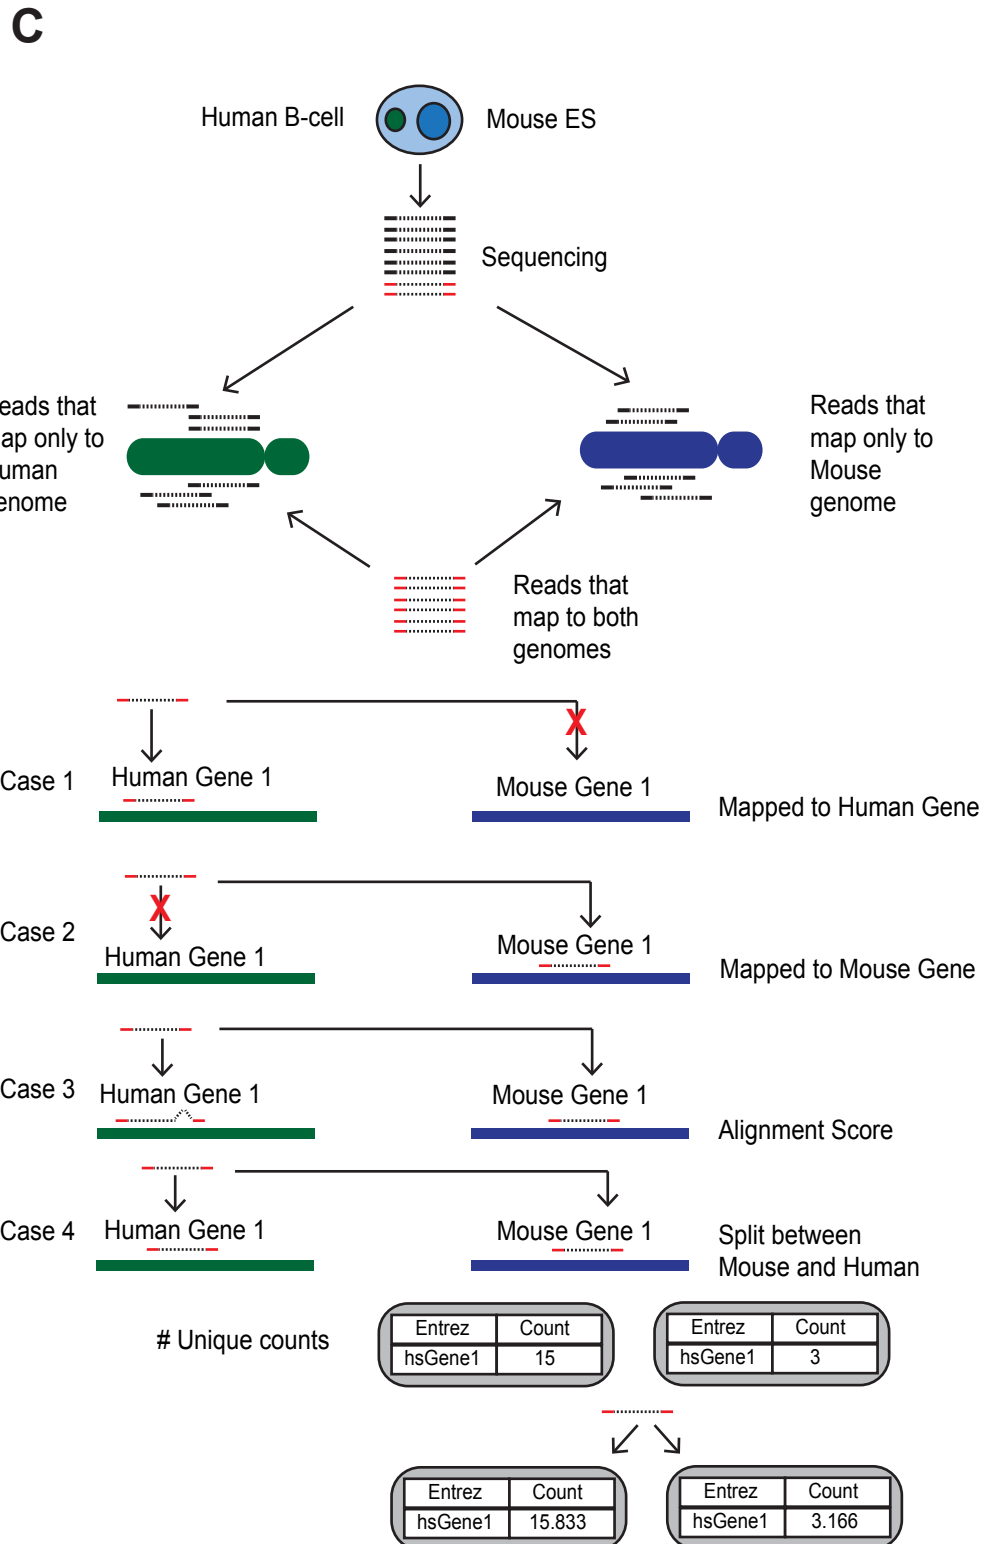 C
Human B-cell
Mouse ES
Sequencing
eads that
ap only to
uman
enome
Reads that
map only to
Mouse
genome
Reads that
map to both
genomes
X
Case 1
Human Gene 1
Mouse Gene 1
Mapped to Human Gene
X
Case 2
Human Gene 1
Mouse Gene 1
Mapped to Mouse Gene
Case 3
Human Gene 1
Mouse Gene 1
Alignment Score
Case 4
Human Gene 1
Mouse Gene 1
Split between
Mouse and Human
# Unique counts
Entrez Count
hsGene1 15
Entrez Count
hsGene1 3
Entrez Count
hsGene1 15.833
Entrez Count
hsGene1 3.166